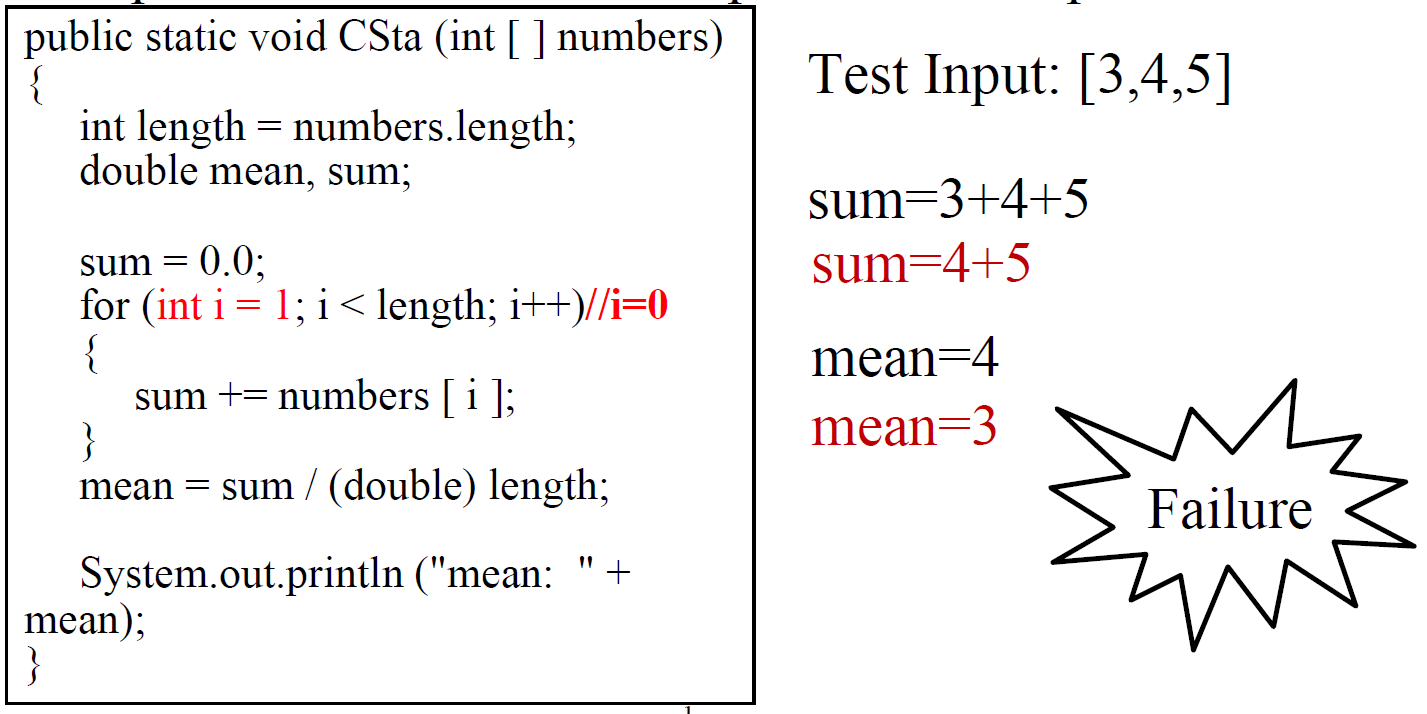 public static void CSta (int [ ] numbers)
{
int length = numbers.length;
double mean, sum;
sum = 0.0;
for (int i = 1; i < length; i++)//i=0
{
sum += numbers [ i ];
}
mean = sum / (double) length;
System.out.println ("mean:  " +
mean);
}
Test Input: [3,4,5]
sum=3+4+5
sum=4+5
mean=4
mean=3
Failure